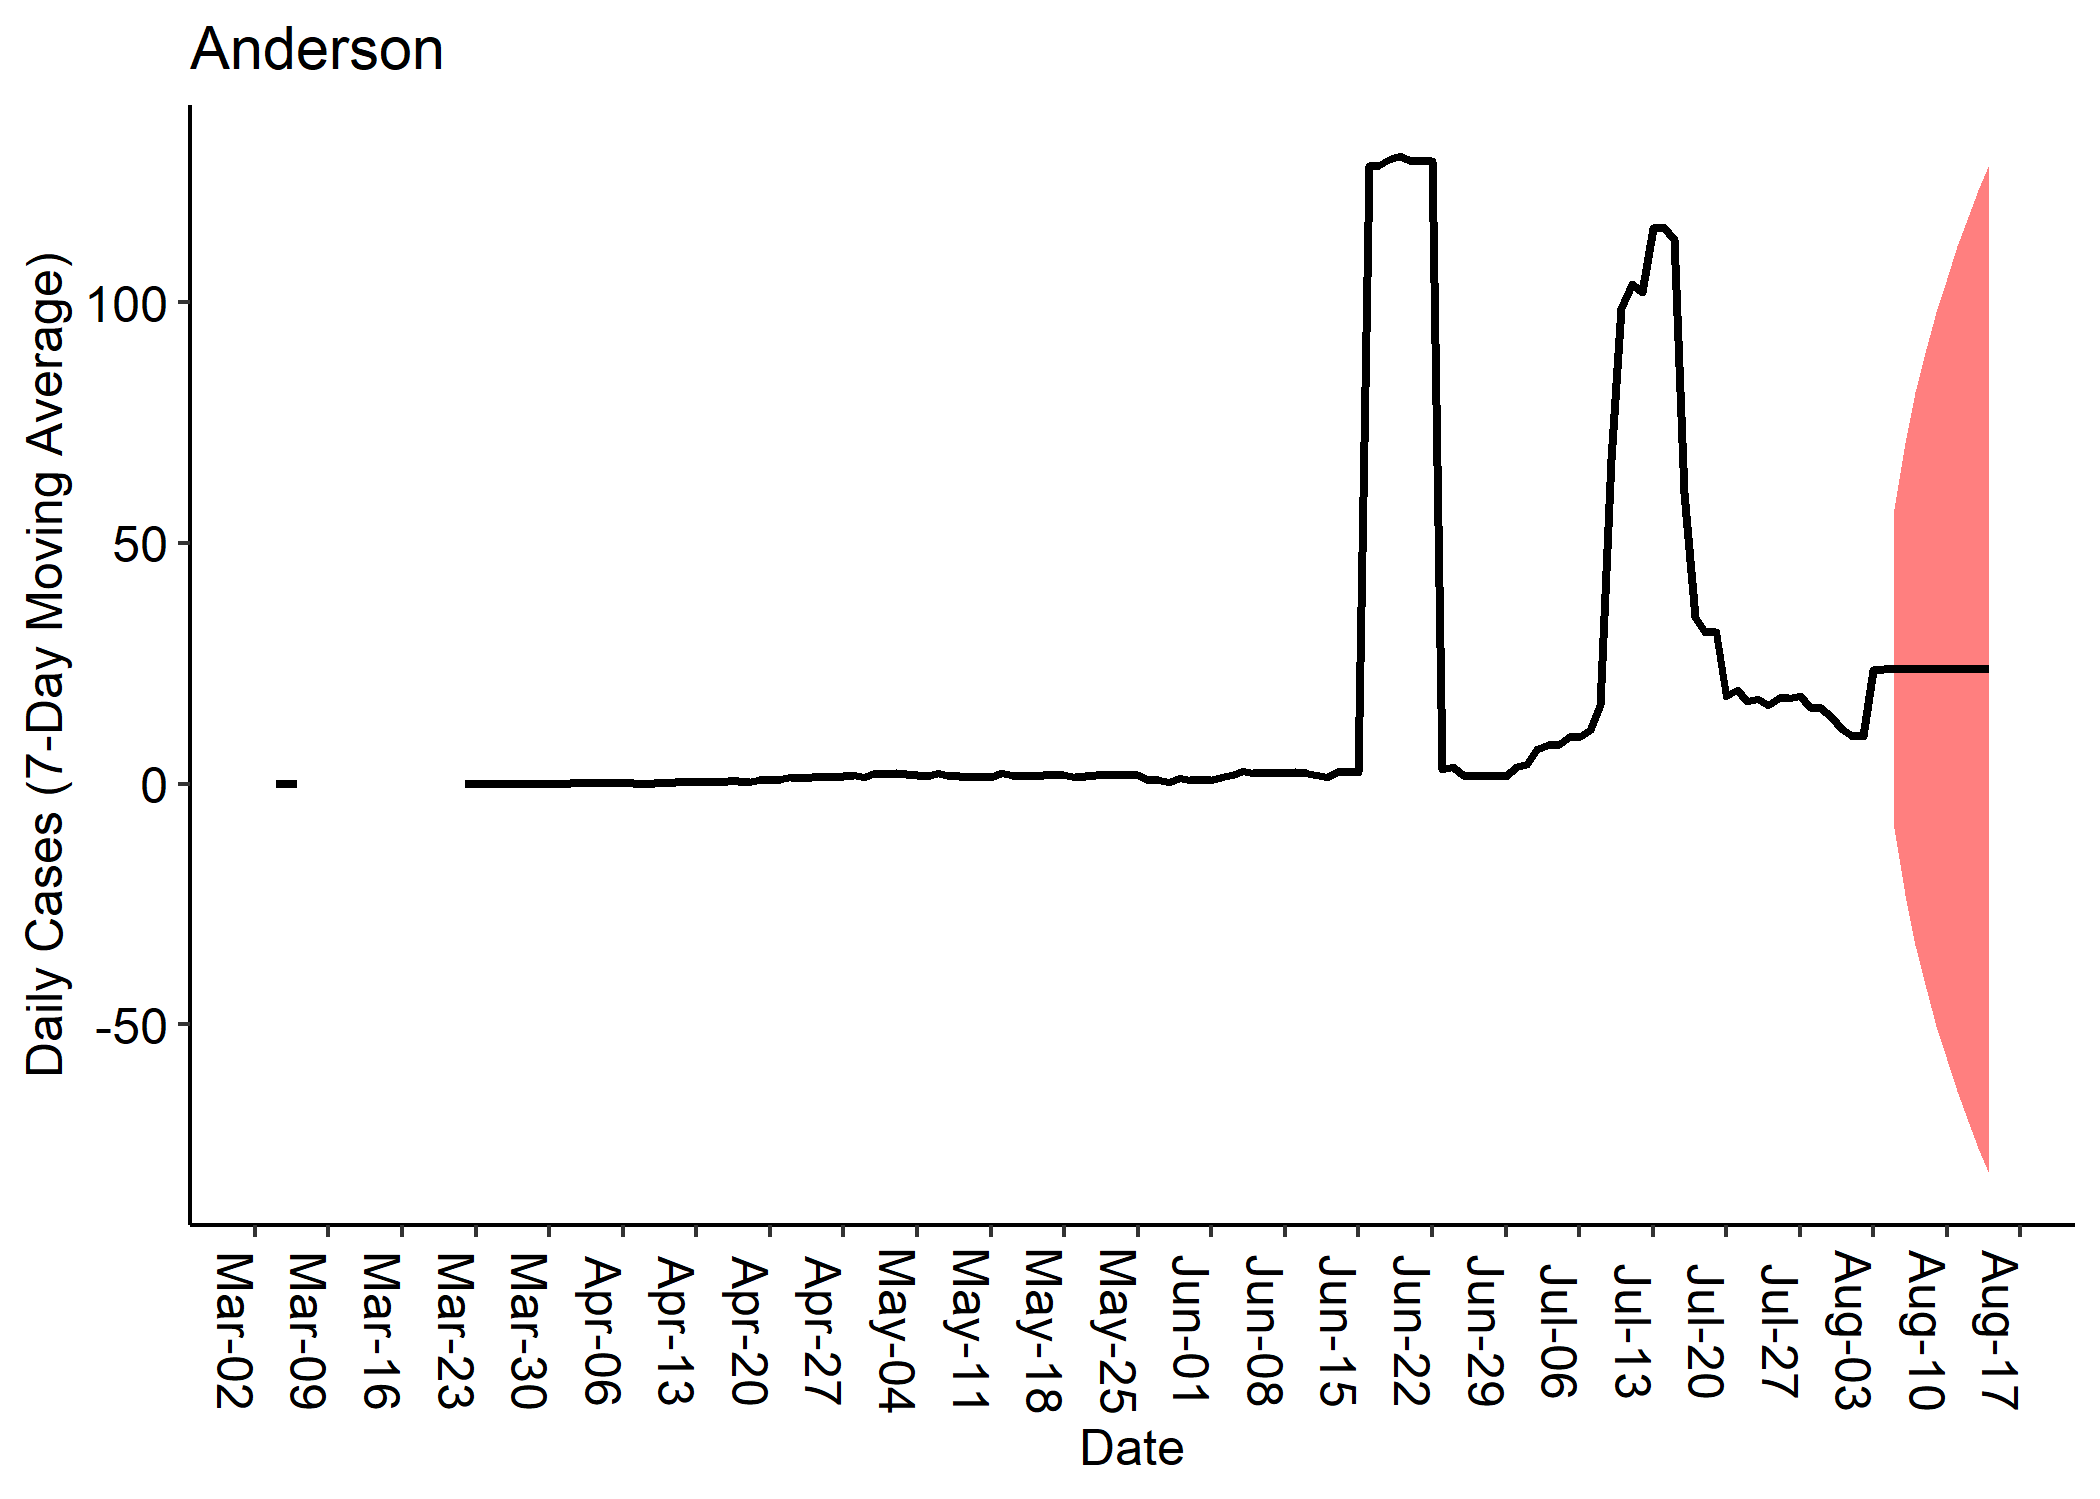 Anderson
Daily Cases (7-Day Moving Average)
100
50
0
-50
Mar-02
Mar-09
Mar-16
Mar-23
Mar-30
Apr-06
Apr-13
Apr-20
Apr-27
May-04
May-11
May-18
May-25
Jun-01
Jun-08
Jun-15
Jun-22
Jun-29
Jul-06
Jul-13
Jul-20
Jul-27
Aug-03
Aug-10
Aug-17
Date